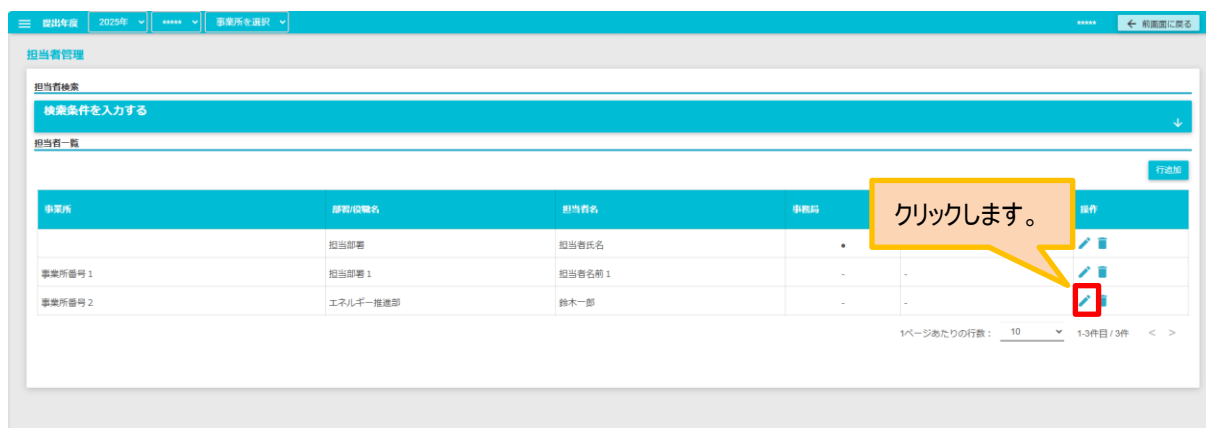 提出年度 2025年 ***** 事業所を選択 ***** ← 前画面に戻る
担当者管理
担当者検索
検索条件を入力する
担当者一覧
行追加
事業所 部署/役職名 担当者名 事務局 操作
クリックします。
担当部署 担当者氏名 ●
事業所番号1 担当部署1 担当者名前1 - -
事業所番号2 エネルギー推進部 鈴木一郎 - -
1ページあたりの行数： 10 1-3件目 / 3件 < >